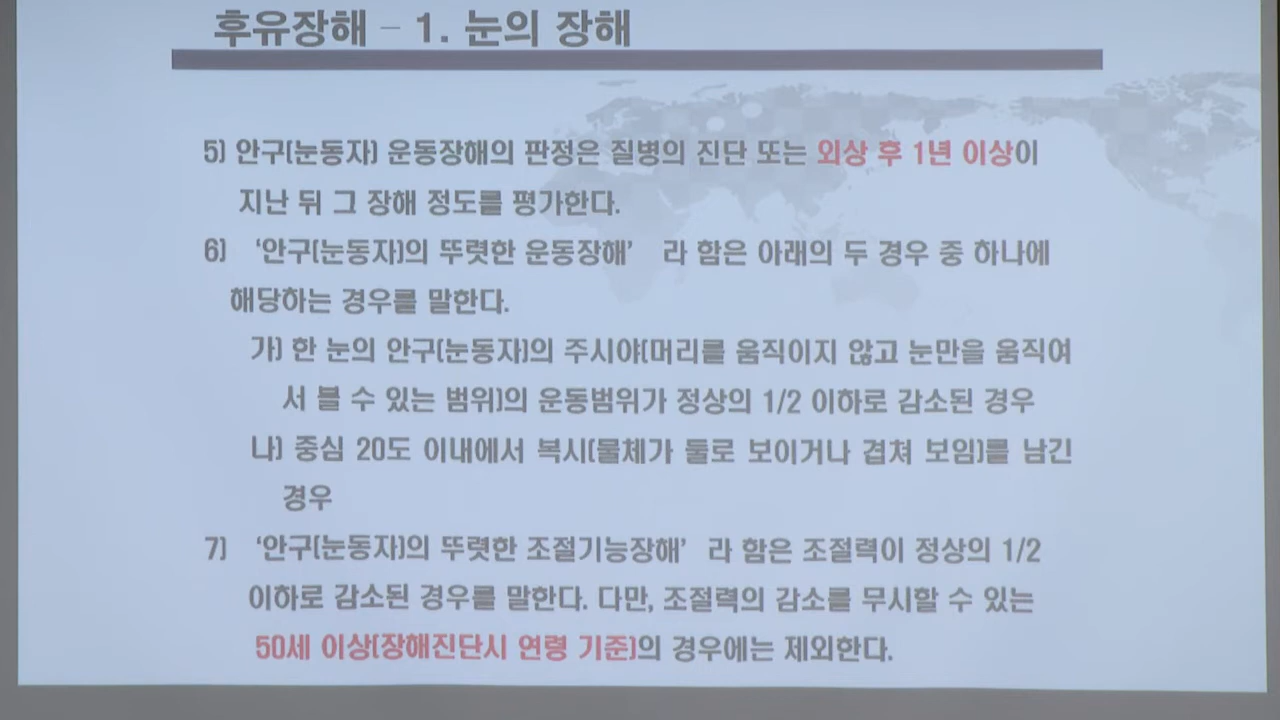 후유장해 – 1. 눈의 장해
5) 안구(눈동자) 운동장해의 판정은 질병의 진단 또는 외상 후 1년 이상이
지난 뒤 그 장해 정도를 평가한다.
6) ‘안구(눈동자)의 뚜렷한 운동장해’ 라 함은 아래의 두 경우 중 하나에
해당하는 경우를 말한다.
가) 한 눈의 안구(눈동자)의 주시야(머리를 움직이지 않고 눈만을 움직여
서 볼 수 있는 범위)의 운동범위가 정상의 1/2 이하로 감소된 경우
나) 중심 20도 이내에서 복시(물체가 둘로 보이거나 겹쳐 보임)를 남긴
경우
7) ‘안구(눈동자)의 뚜렷한 조절기능장해’ 라 함은 조절력이 정상의 1/2
이하로 감소된 경우를 말한다. 다만, 조절력의 감소를 무시할 수 있는
50세 이상(장해진단시 연령 기준)의 경우에는 제외한다.